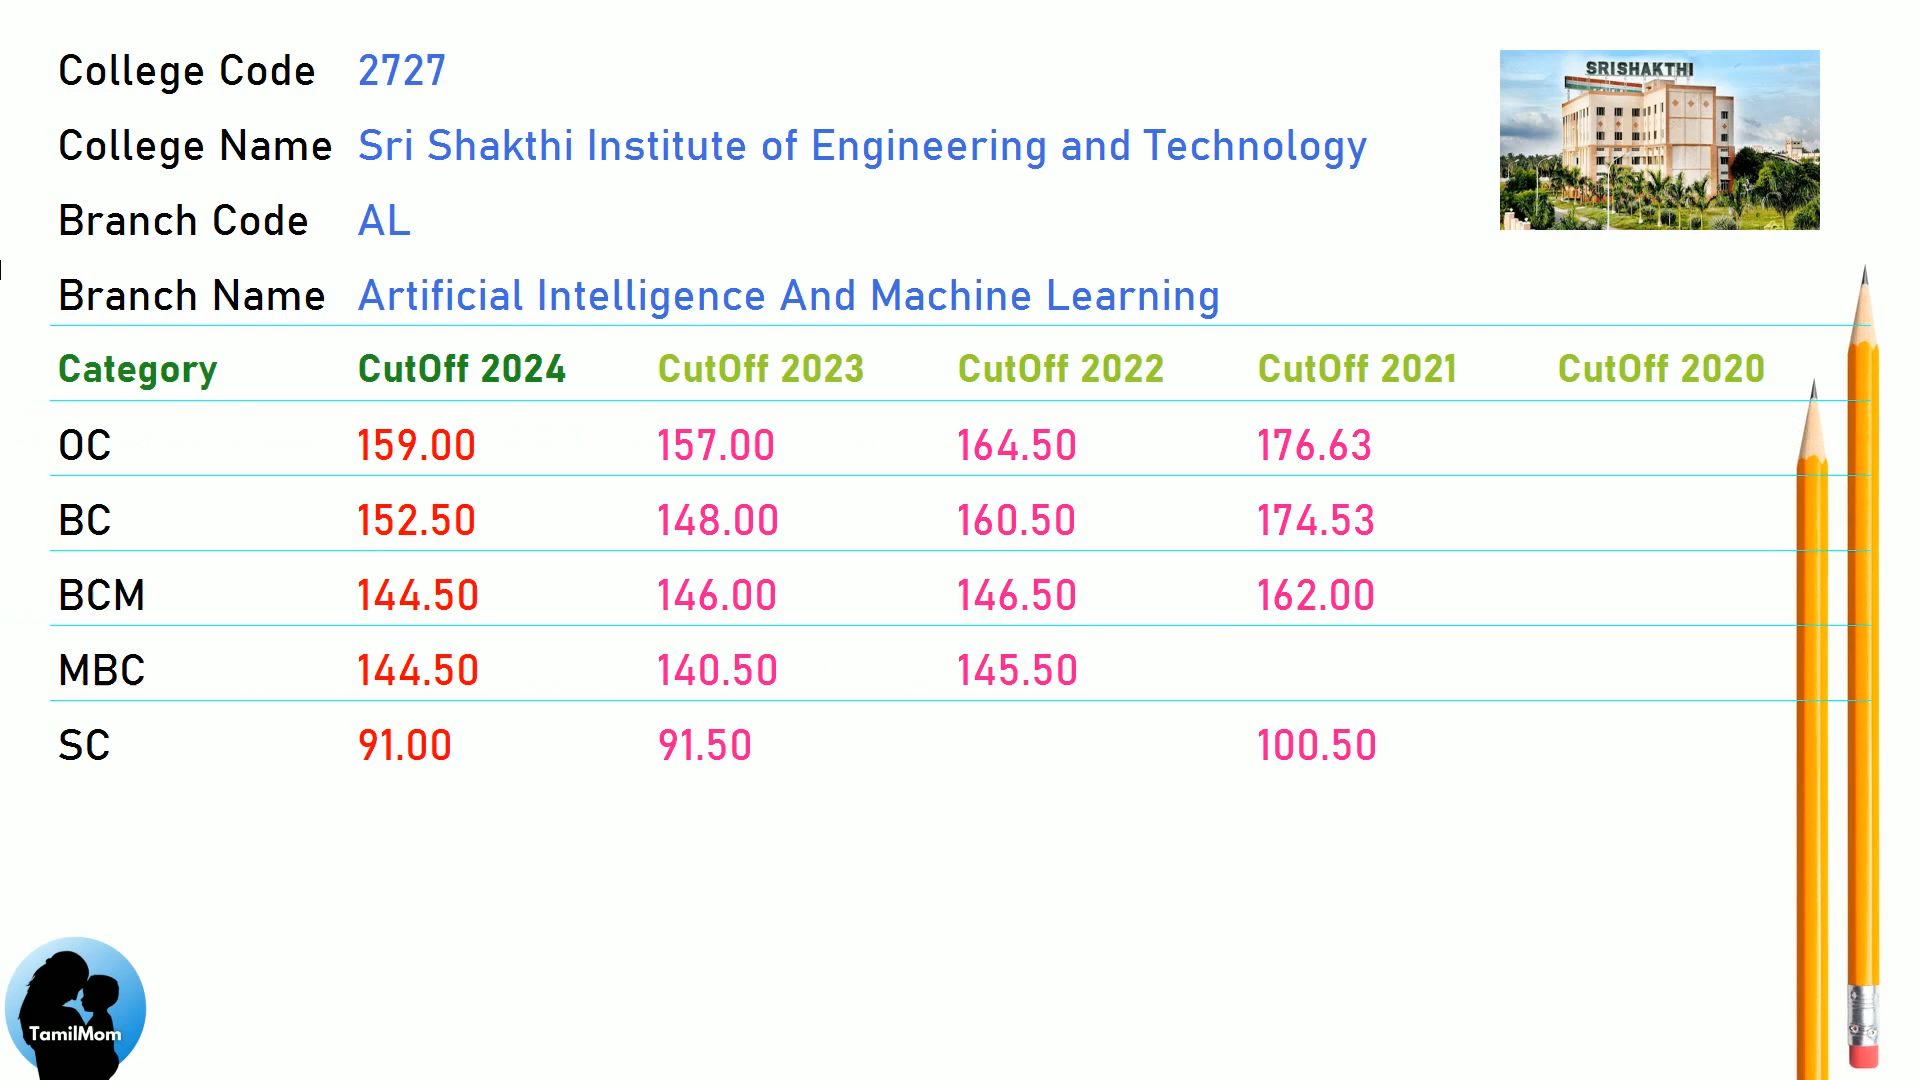 College Code 2727
SRISHAKTHI
College Name Sri Shakthi Institute of Engineering and Technology
Branch Code AL
Branch Name Artificial Intelligence And Machine Learning
Category CutOff 2024 CutOff 2023 CutOff 2022 CutOff 2021 CutOff 2020
OC 159.00 157.00 164.50 176.63
BC 152.50 148.00 160.50 174.53
BCM 144.50 146.00 146.50 162.00
MBC 144.50 140.50 145.50
SC 91.00 91.50 100.50
TamilMom